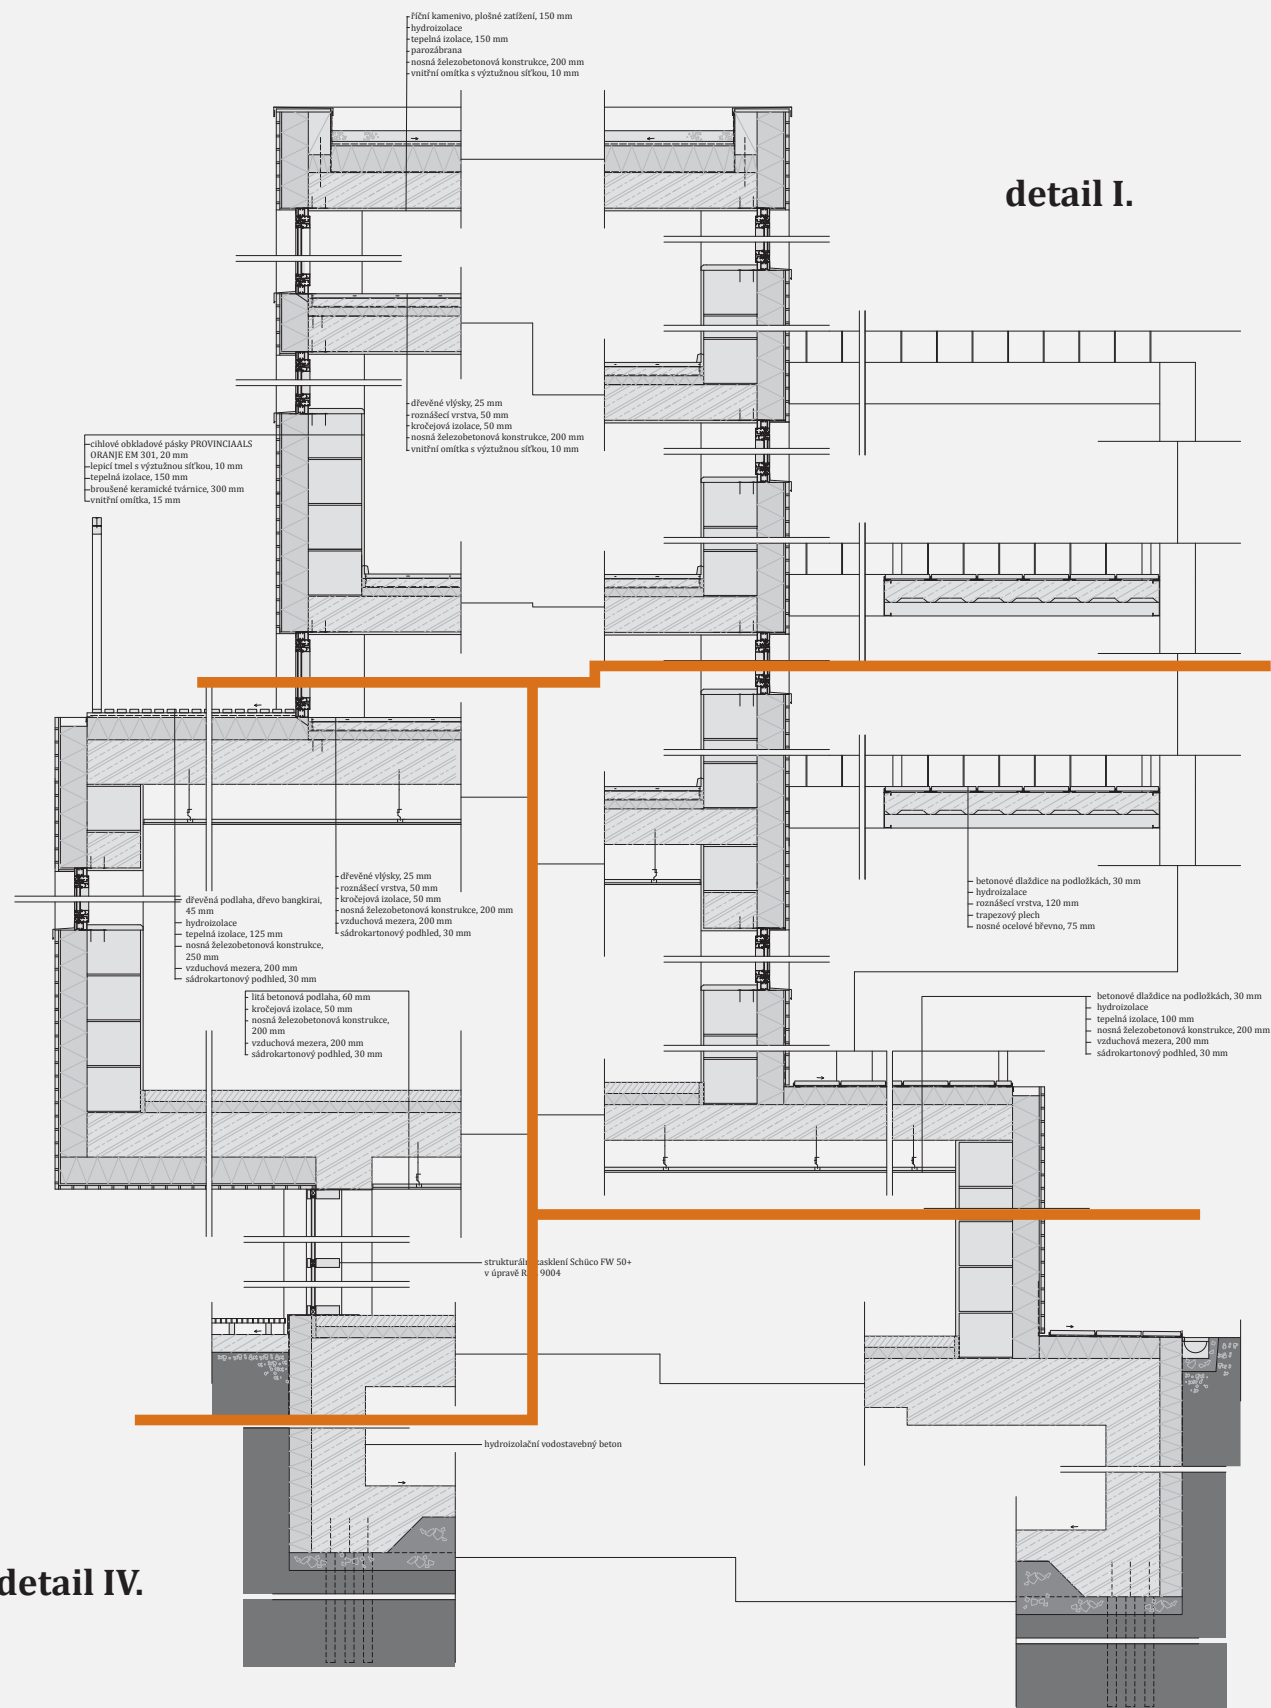 říční kamenivo, plošné zatížení, 150 mm
hydroizolace
tepelná izolace, 150 mm
parozábrana
nosná železobetonová konstrukce, 200 mm
vnitřní omítka s výztužnou síťkou, 10 mm
detail I.
dřevěné vlýsky, 25 mm
roznášecí vrstva, 50 mm
kročejová izolace, 50 mm
nosná železobetonová konstrukce, 200 mm
vnitřní omítka s výztužnou síťkou, 10 mm
cihlové obkladové pásky PROVINCIAALS
ORANJE EM 301, 20 mm
lepicí tmel s výztužnou síťkou, 10 mm
tepelná izolace, 150 mm
broušené keramické tvárnice, 300 mm
vnitřní omítka, 15 mm
dřevěné vlýsky, 25 mm
roznášecí vrstva, 50 mm
kročejová izolace, 50 mm
nosná železobetonová konstrukce, 200 mm
vzduchová mezera, 200 mm
sádrokartonový podhled, 30 mm
dřevěná podlaha, dřevo bangkirai,
45 mm
hydroizolace
tepelná izolace, 125 mm
nosná železobetonová konstrukce,
250 mm
vzduchová mezera, 200 mm
sádrokartonový podhled, 30 mm
betonové dlaždice na podložkách, 30 mm
hydroizalace
roznášecí vrstva, 120 mm
trapezový plech
nosné ocelové břevno, 75 mm
litá betonová podlaha, 60 mm
kročejová izolace, 50 mm
nosná železobetonová konstrukce,
200 mm
vzduchová mezera, 200 mm
sádrokartonový podhled, 30 mm
betonové dlaždice na podložkách, 30 mm
hydroizolace
tepelná izolace, 100 mm
nosná železobetonová konstrukce, 200 mm
vzduchová mezera, 200 mm
sádrokartonový podhled, 30 mm
zasklení Schüco FW 50+
v úpravě 9004
hydroizolační vodostavebný beton
detail IV.